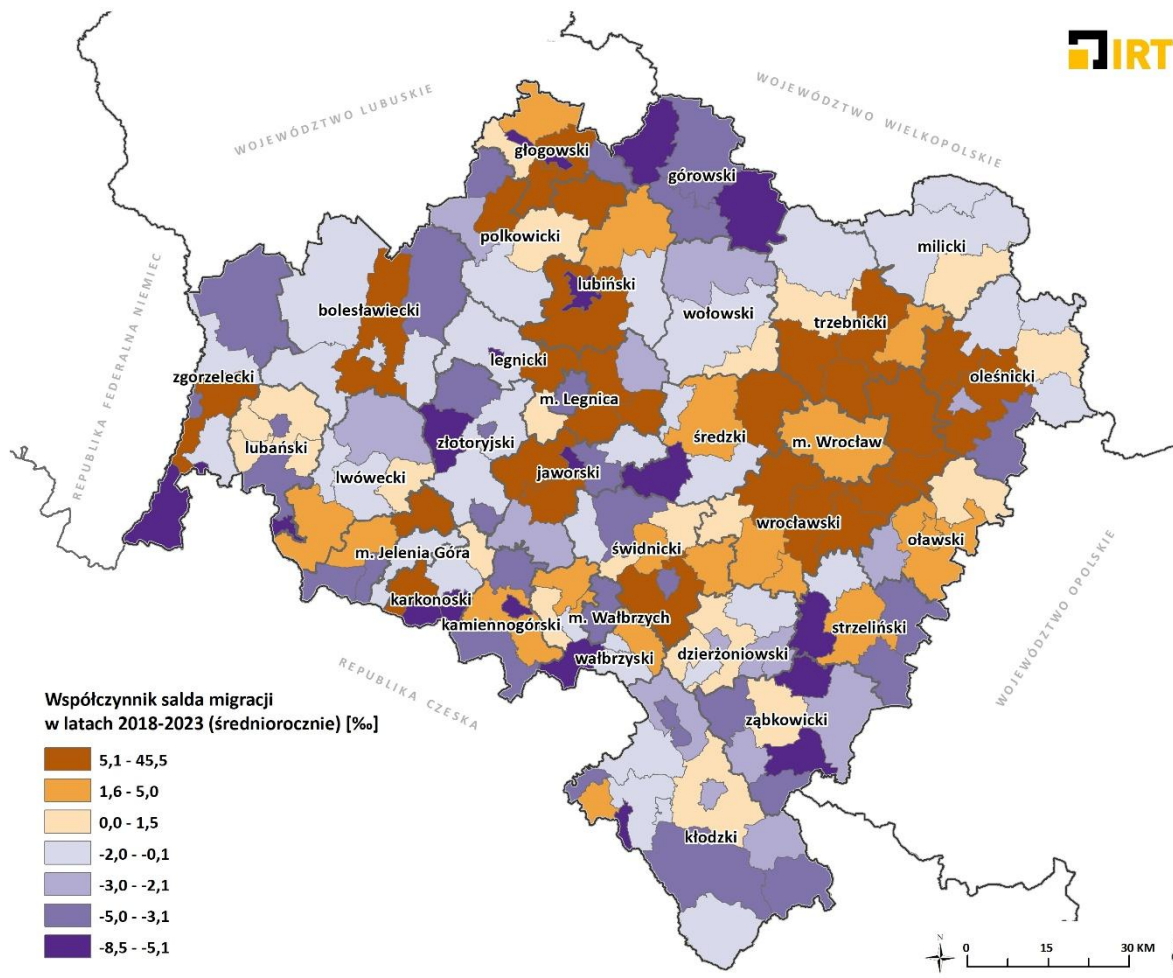 IRT
WOJEWÓDZTWO LUBUSKIE
WOJEWÓDZTWO WIELKOPOLSKIE
głogowski
górowski
polkowicki
milicki
REPUBLIKA FEDERALNA NIEMIEC
lubiński
bolesławiecki
wołowski
trzebnicki
legnicki
zgorzelecki
oleśnicki
m. Legnica
średzki
m. Wrocław
lubański
złotoryjski
lwówecki
jaworski
wrocławski
oławski
m. Jelenia Góra
świdnicki
karkonoski
kamiennogórski
m. Wałbrzych
strzeliński
WOJEWÓDZTWO OPOLSKIE
wałbrzyski
dzierżoniowski
REPUBLIKA CZESKA
ząbkowicki
kłodzki
Współczynnik salda migracji
w latach 2018-2023 (średniorocznie) [‰]
5,1 - 45,5
1,6 - 5,0
0,0 - 1,5
-2,0 - -0,1
-3,0 - -2,1
-5,0 - -3,1
-8,5 - -5,1
N
0 15 30 KM